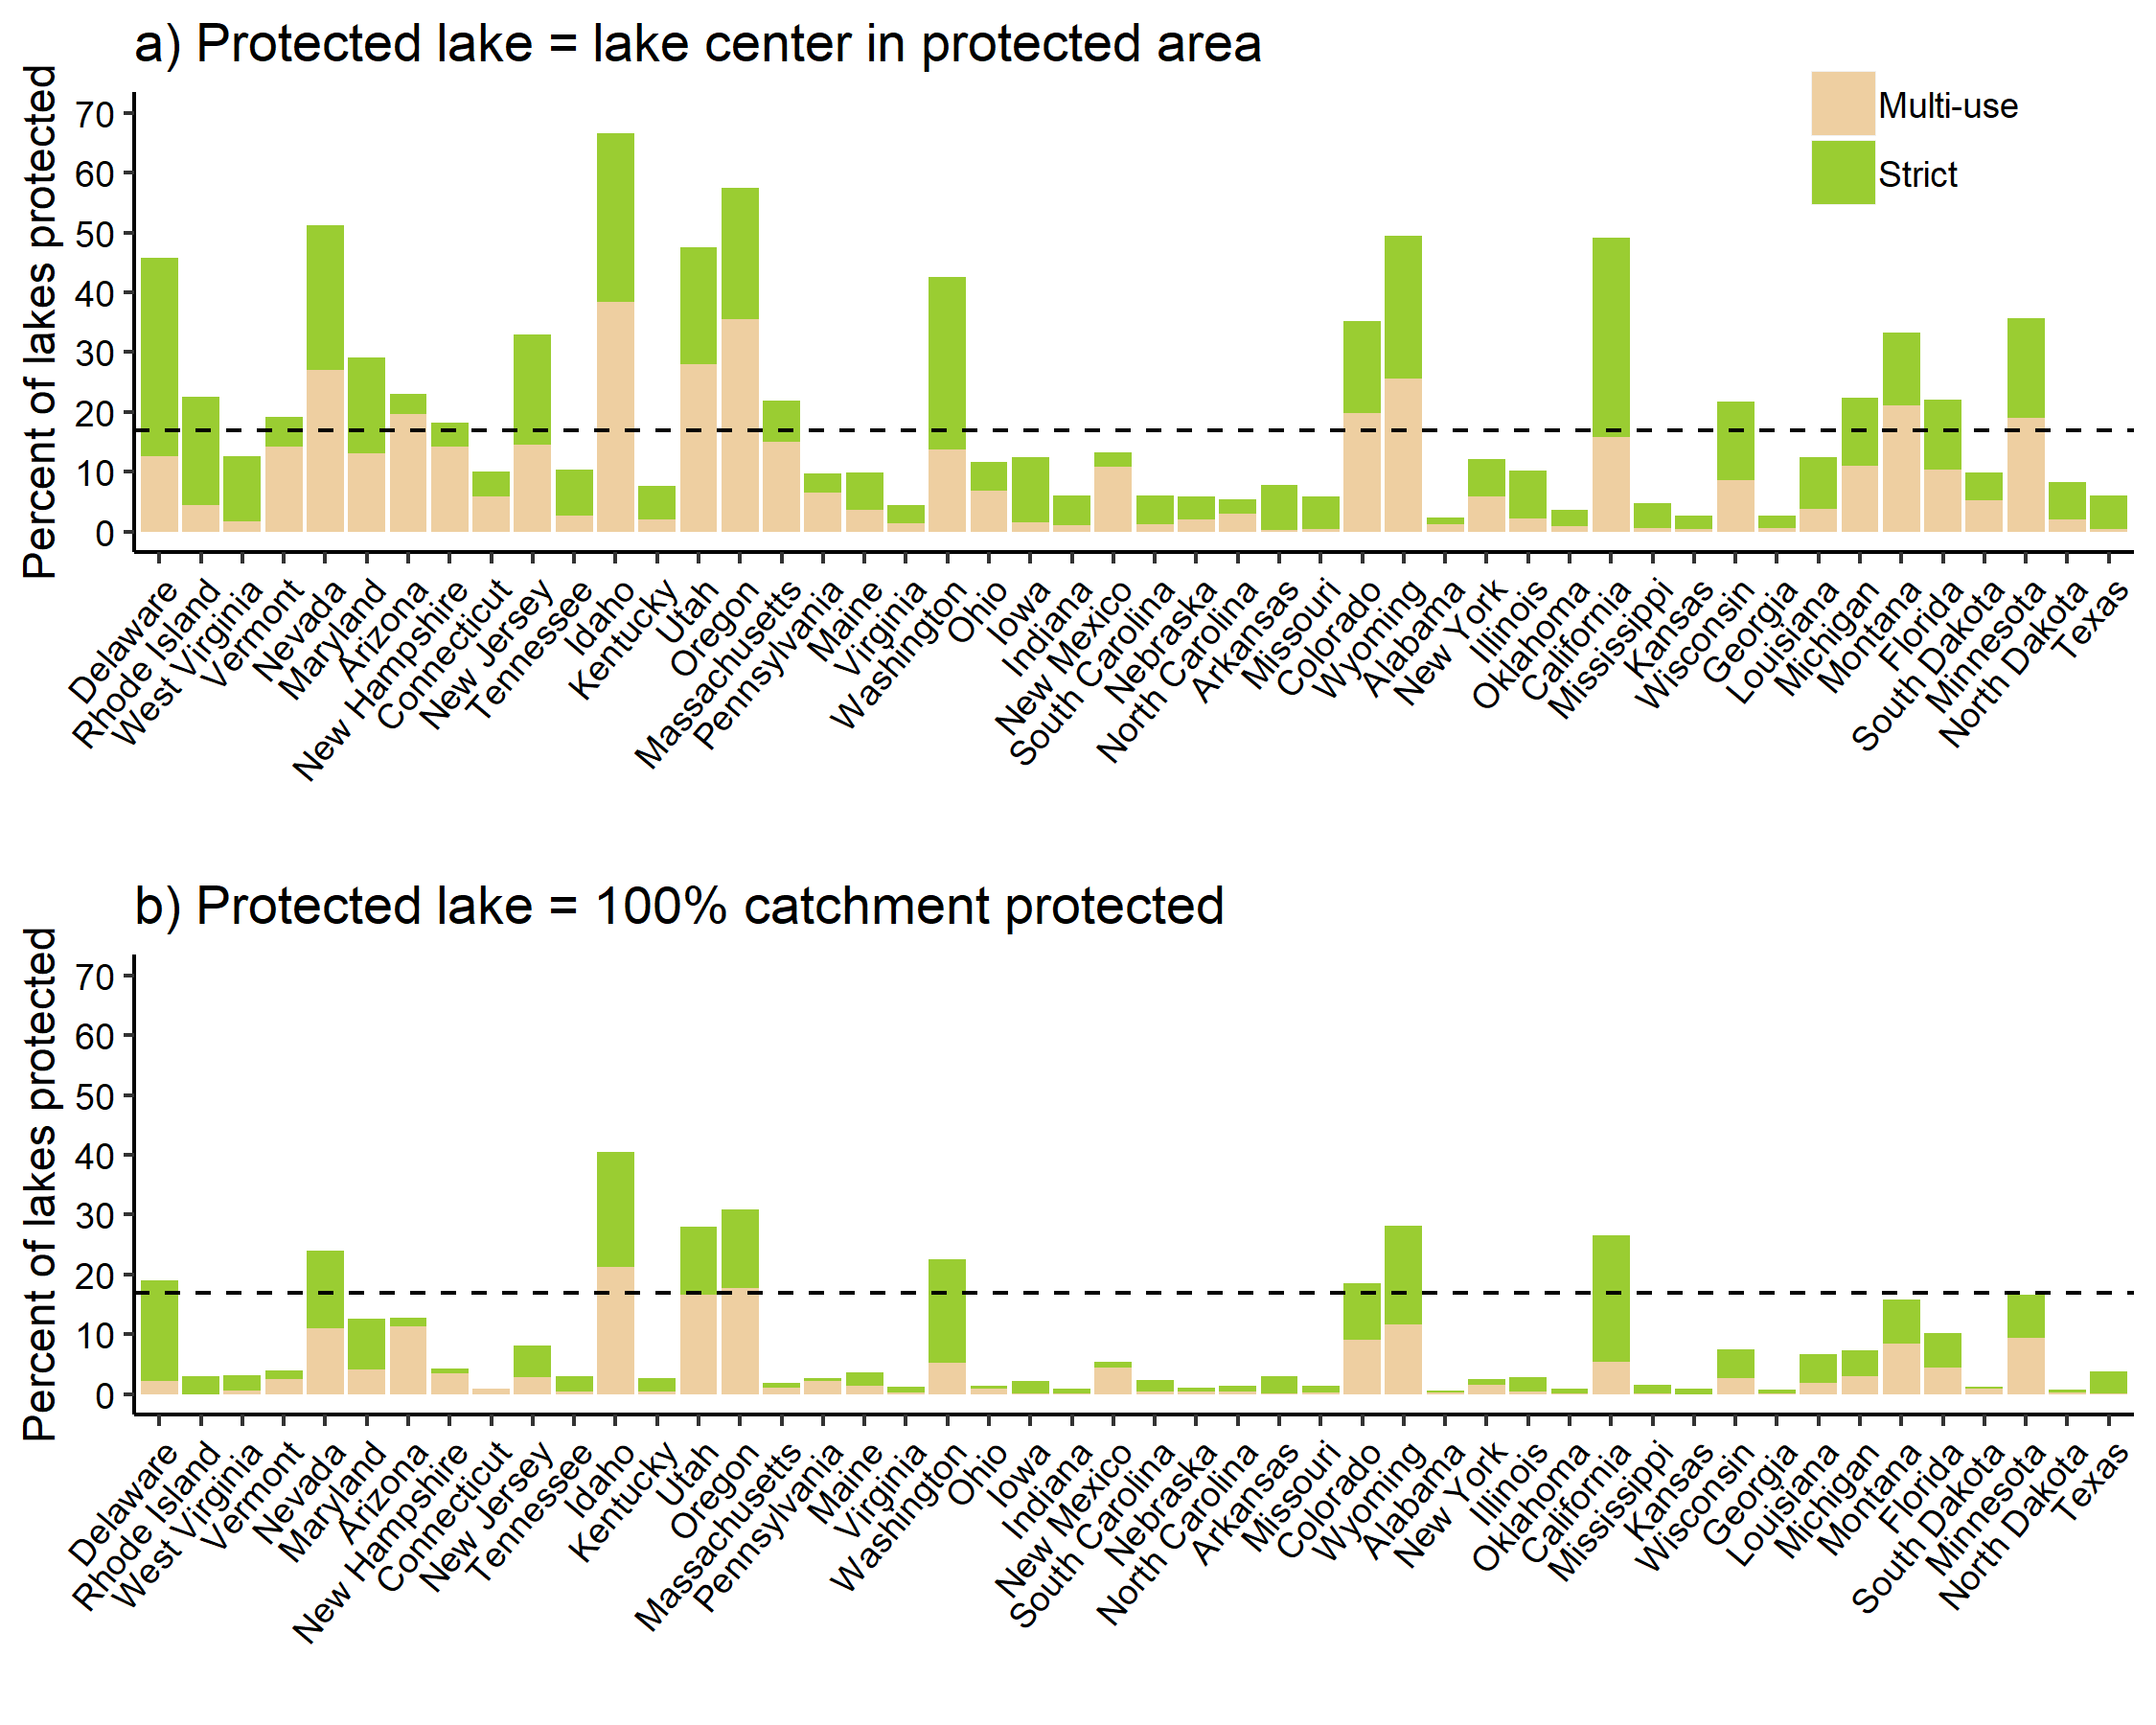 a) Protected lake = lake center in protected area
Percent of lakes protected
70
60
50
40
30
20
10
0
Multi-use
Strict
Delaware
Rhode Island
West Virginia
Vermont
Nevada
Maryland
Arizona
New Hampshire
Connecticut
New Jersey
Tennessee
Idaho
Kentucky
Utah
Oregon
Massachusetts
Pennsylvania
Maine
Virginia
Washington
Ohio
Iowa
Indiana
New Mexico
South Carolina
Nebraska
North Carolina
Arkansas
Missouri
Colorado
Wyoming
Alabama
New York
Illinois
Oklahoma
California
Mississippi
Kansas
Wisconsin
Georgia
Louisiana
Michigan
Montana
Florida
South Dakota
Minnesota
North Dakota
Texas
b) Protected lake = 100% catchment protected
Percent of lakes protected
70
60
50
40
30
20
10
0
Delaware
Rhode Island
West Virginia
Vermont
Nevada
Maryland
Arizona
New Hampshire
Connecticut
New Jersey
Tennessee
Idaho
Kentucky
Utah
Oregon
Massachusetts
Pennsylvania
Maine
Virginia
Washington
Ohio
Iowa
Indiana
New Mexico
South Carolina
Nebraska
North Carolina
Arkansas
Missouri
Colorado
Wyoming
Alabama
New York
Illinois
Oklahoma
California
Mississippi
Kansas
Wisconsin
Georgia
Louisiana
Michigan
Montana
Florida
South Dakota
Minnesota
North Dakota
Texas